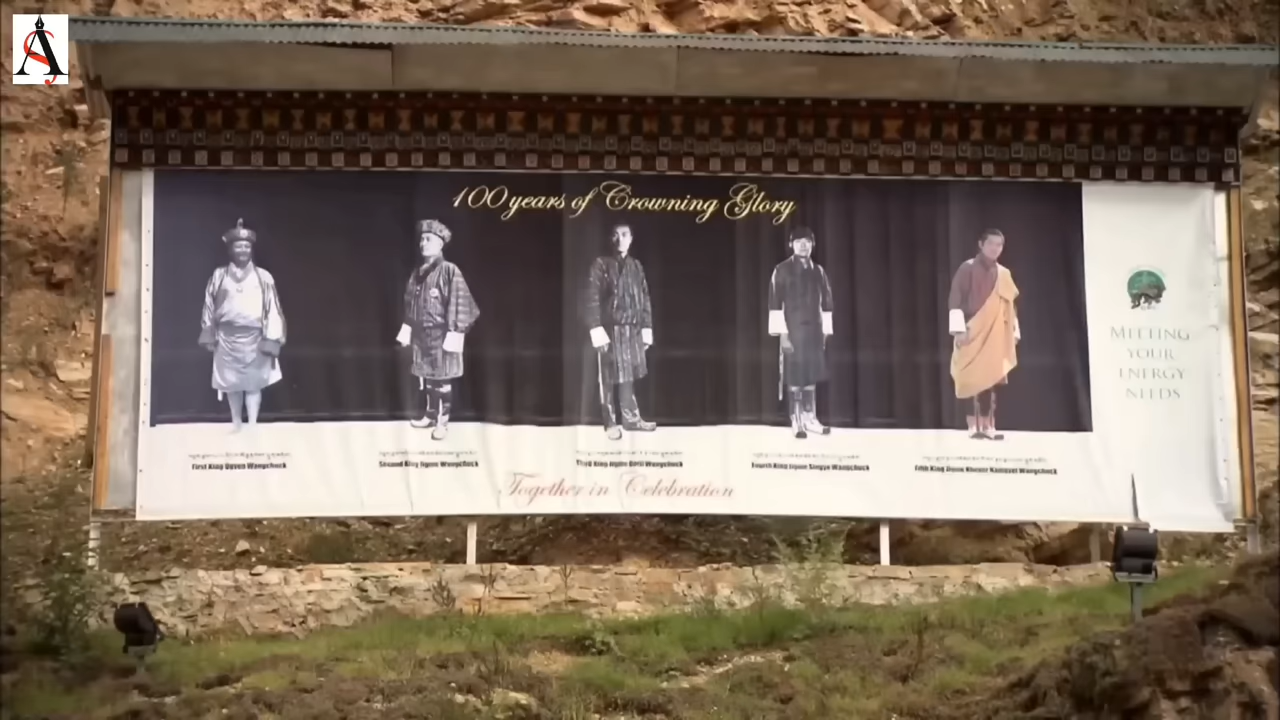 AS
100 years of Crowning Glory
MEETING
YOUR
ENERGY
NEEDS
First King Ugyen Wangchuck
Second King Jigme Wangchuck
Third King Jigme Dorji Wangchuck
Fourth King Jigme Singye Wangchuck
Fifth King Jigme Khesar Namgyel Wangchuck
Together in Celebration